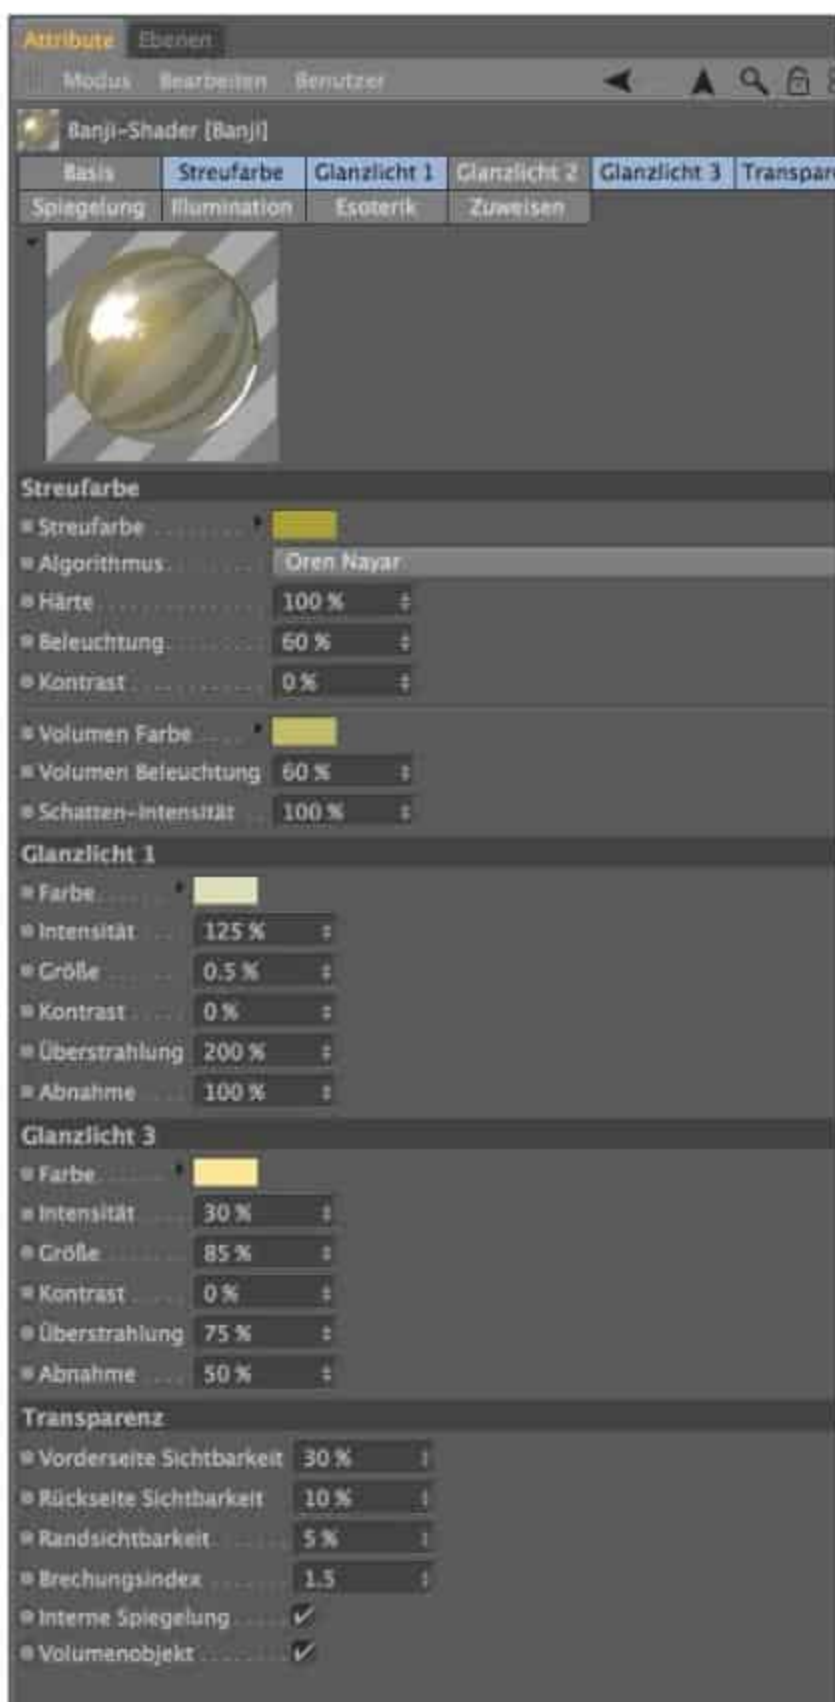 Attribute Ebenen
Modus Bearbeiten Benutzer
Banji-Shader [Banji]
Basis Streufarbe Glanzlicht 1 Glanzlicht 2 Glanzlicht 3 Transpare
Spiegelung Illumination Esoterik Zuweisen
Streufarbe
Streufarbe
Algorithmus Oren Nayar
Härte 100 %
Beleuchtung 60 %
Kontrast 0 %
Volumen Farbe
Volumen Beleuchtung 60 %
Schatten-Intensität 100 %
Glanzlicht 1
Farbe
Intensität 125 %
Größe 0.5 %
Kontrast 0 %
Überstrahlung 200 %
Abnahme 100 %
Glanzlicht 3
Farbe
Intensität 30 %
Größe 85 %
Kontrast 0 %
Überstrahlung 75 %
Abnahme 50 %
Transparenz
Vorderseite Sichtbarkeit 30 %
Rückseite Sichtbarkeit 10 %
Randsichtbarkeit 5 %
Brechungsindex 1.5
Interne Spiegelung
Volumenobjekt